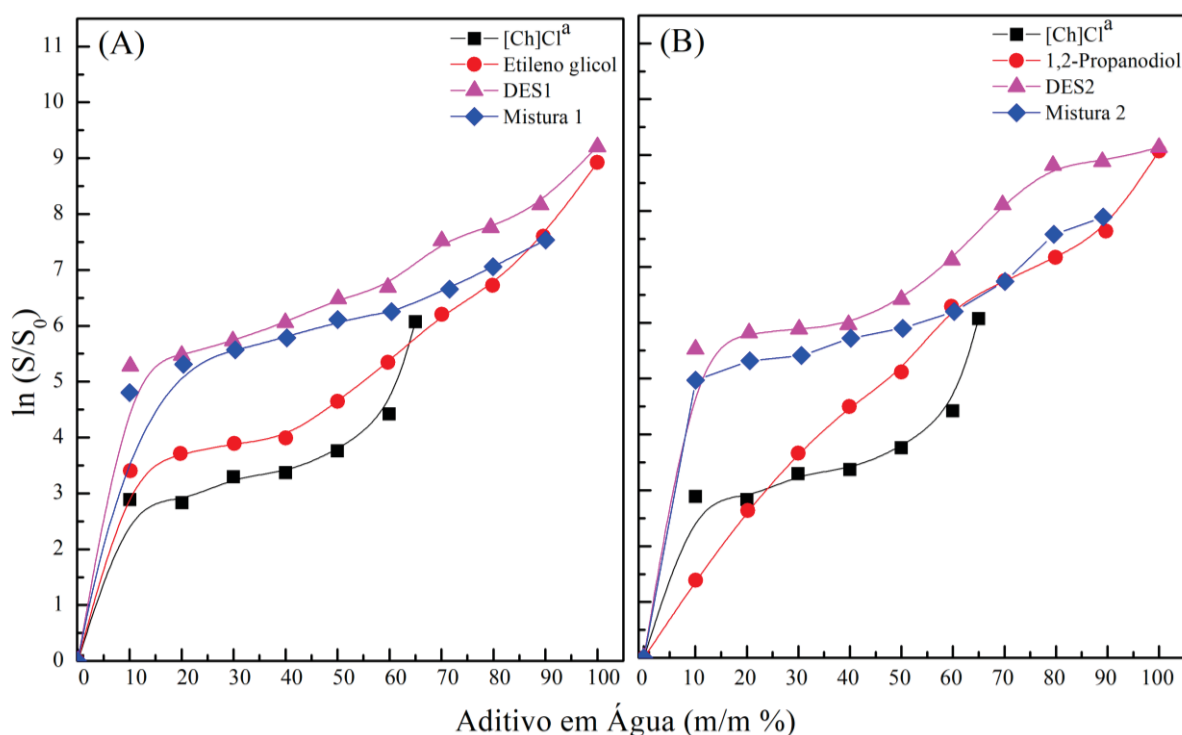 (A)
[Ch]Cl^a
Etileno glicol
DES1
Mistura 1
(B)
[Ch]Cl^a
1,2-Propanodiol
DES2
Mistura 2
ln (S/S₀)
11
10
9
8
7
6
5
4
3
2
1
0
0 10 20 30 40 50 60 70 80 90 100
0 10 20 30 40 50 60 70 80 90 100
Aditivo em Água (m/m %)